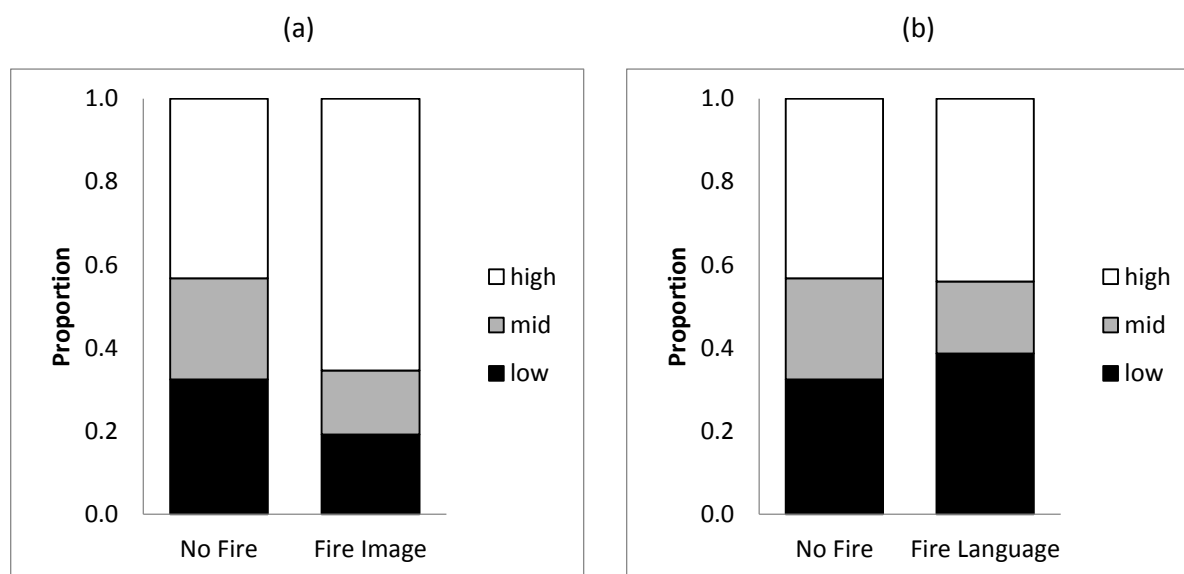 (a)
1.0
0.8
0.6
0.4
0.2
0.0
Proportion
No Fire
Fire Image
high
mid
low
(b)
1.0
0.8
0.6
0.4
0.2
0.0
Proportion
No Fire
Fire Language
high
mid
low